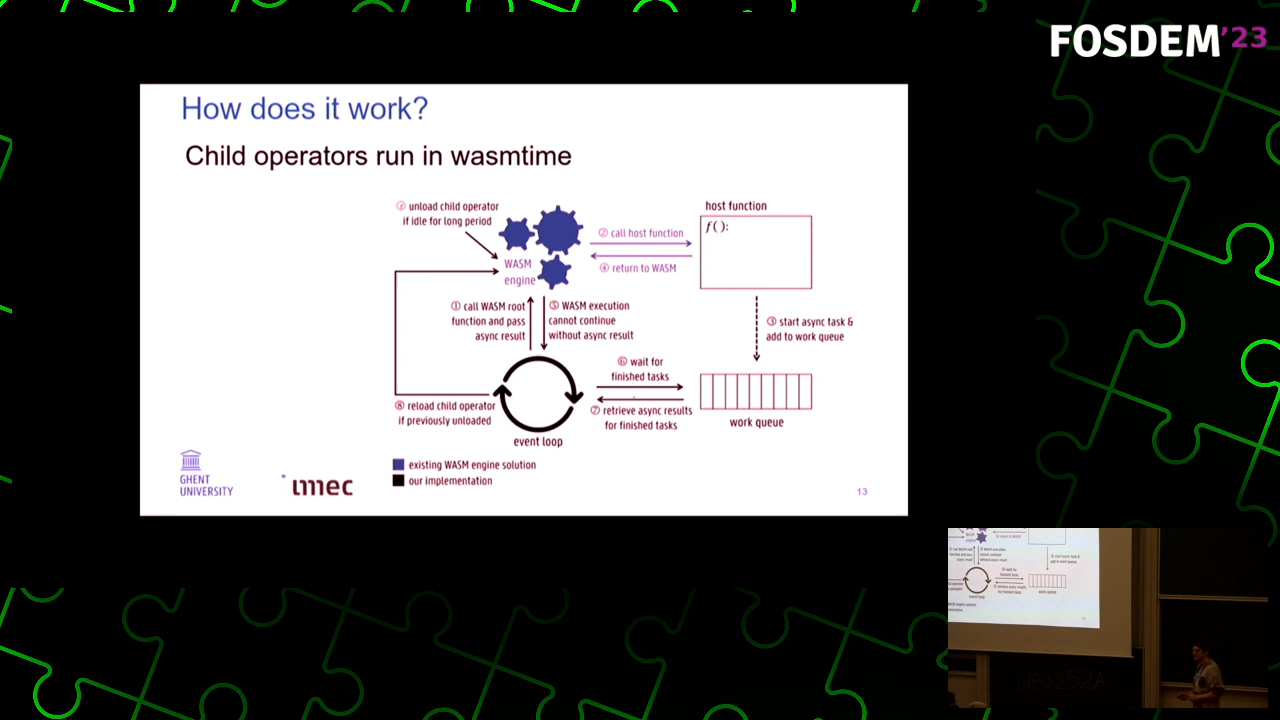 FOSDEM'23
How does it work?
Child operators run in wasmtime
⑦ unload child operator
if idle for long period
WASM
engine
② call host function
④ return to WASM
host function
f():
① call WASM root
function and pass
async result
⑤ WASM execution
cannot continue
without async result
③ start async task &
add to work queue
⑥ wait for
finished tasks
⑦ retrieve async results
for finished tasks
work queue
⑧ reload child operator
if previously unloaded
event loop
existing WASM engine solution
our implementation
GHENT
UNIVERSITY
imec
13